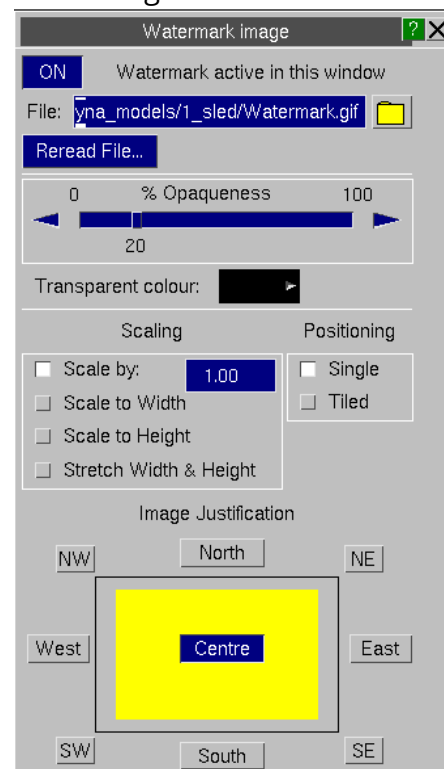 Watermark image ? X
ON Watermark active in this window
File: yna_models/1_sled/Watermark.gif
Reread File...
0 % Opaqueness 100
20
Transparent colour:
Scaling Positioning
Scale by: 1.00 Single
Scale to Width Tiled
Scale to Height
Stretch Width & Height
Image Justification
NW North NE
West Centre East
SW South SE